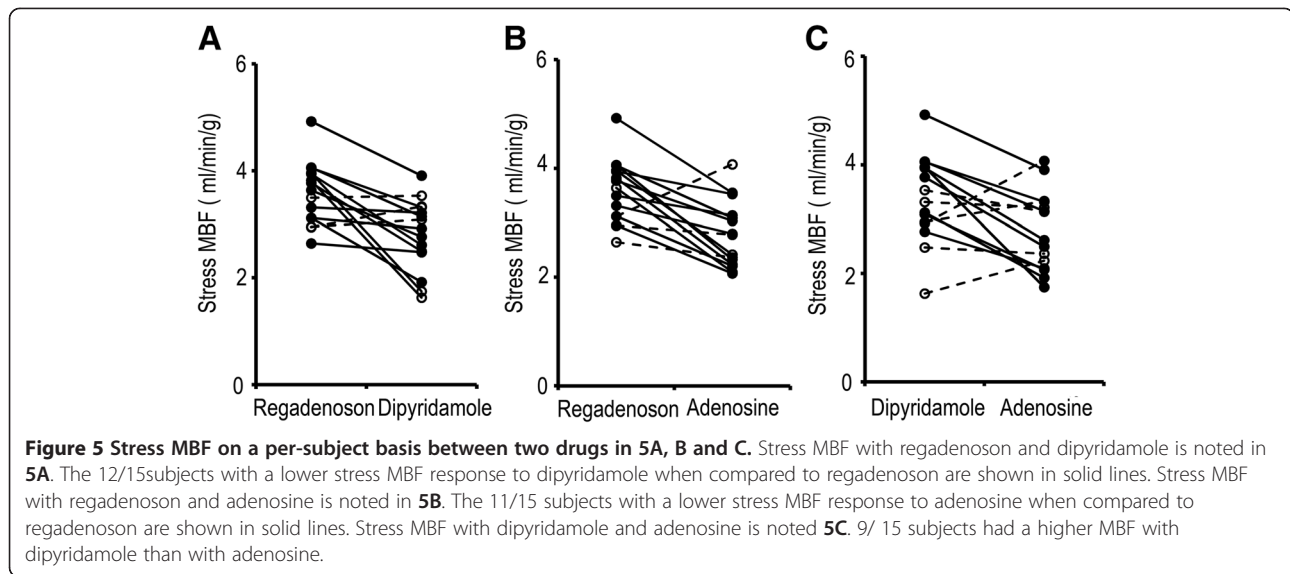 A
B
C
6
4
2
0
Stress MBF ( ml/min/g)
Regadenoson Dipyridamole
6
4
2
0
Stress MBF ( ml/min/g)
Regadenoson Adenosine
6
4
2
0
Stress MBF ( ml/min/g)
Dipyridamole Adenosine
Figure 5 Stress MBF on a per-subject basis between two drugs in 5A, B and C. Stress MBF with regadenoson and dipyridamole is noted in
5A. The 12/15subjects with a lower stress MBF response to dipyridamole when compared to regadenoson are shown in solid lines. Stress MBF
with regadenoson and adenosine is noted in 5B. The 11/15 subjects with a lower stress MBF response to adenosine when compared to
regadenoson are shown in solid lines. Stress MBF with dipyridamole and adenosine is noted 5C. 9/ 15 subjects had a higher MBF with
dipyridamole than with adenosine.